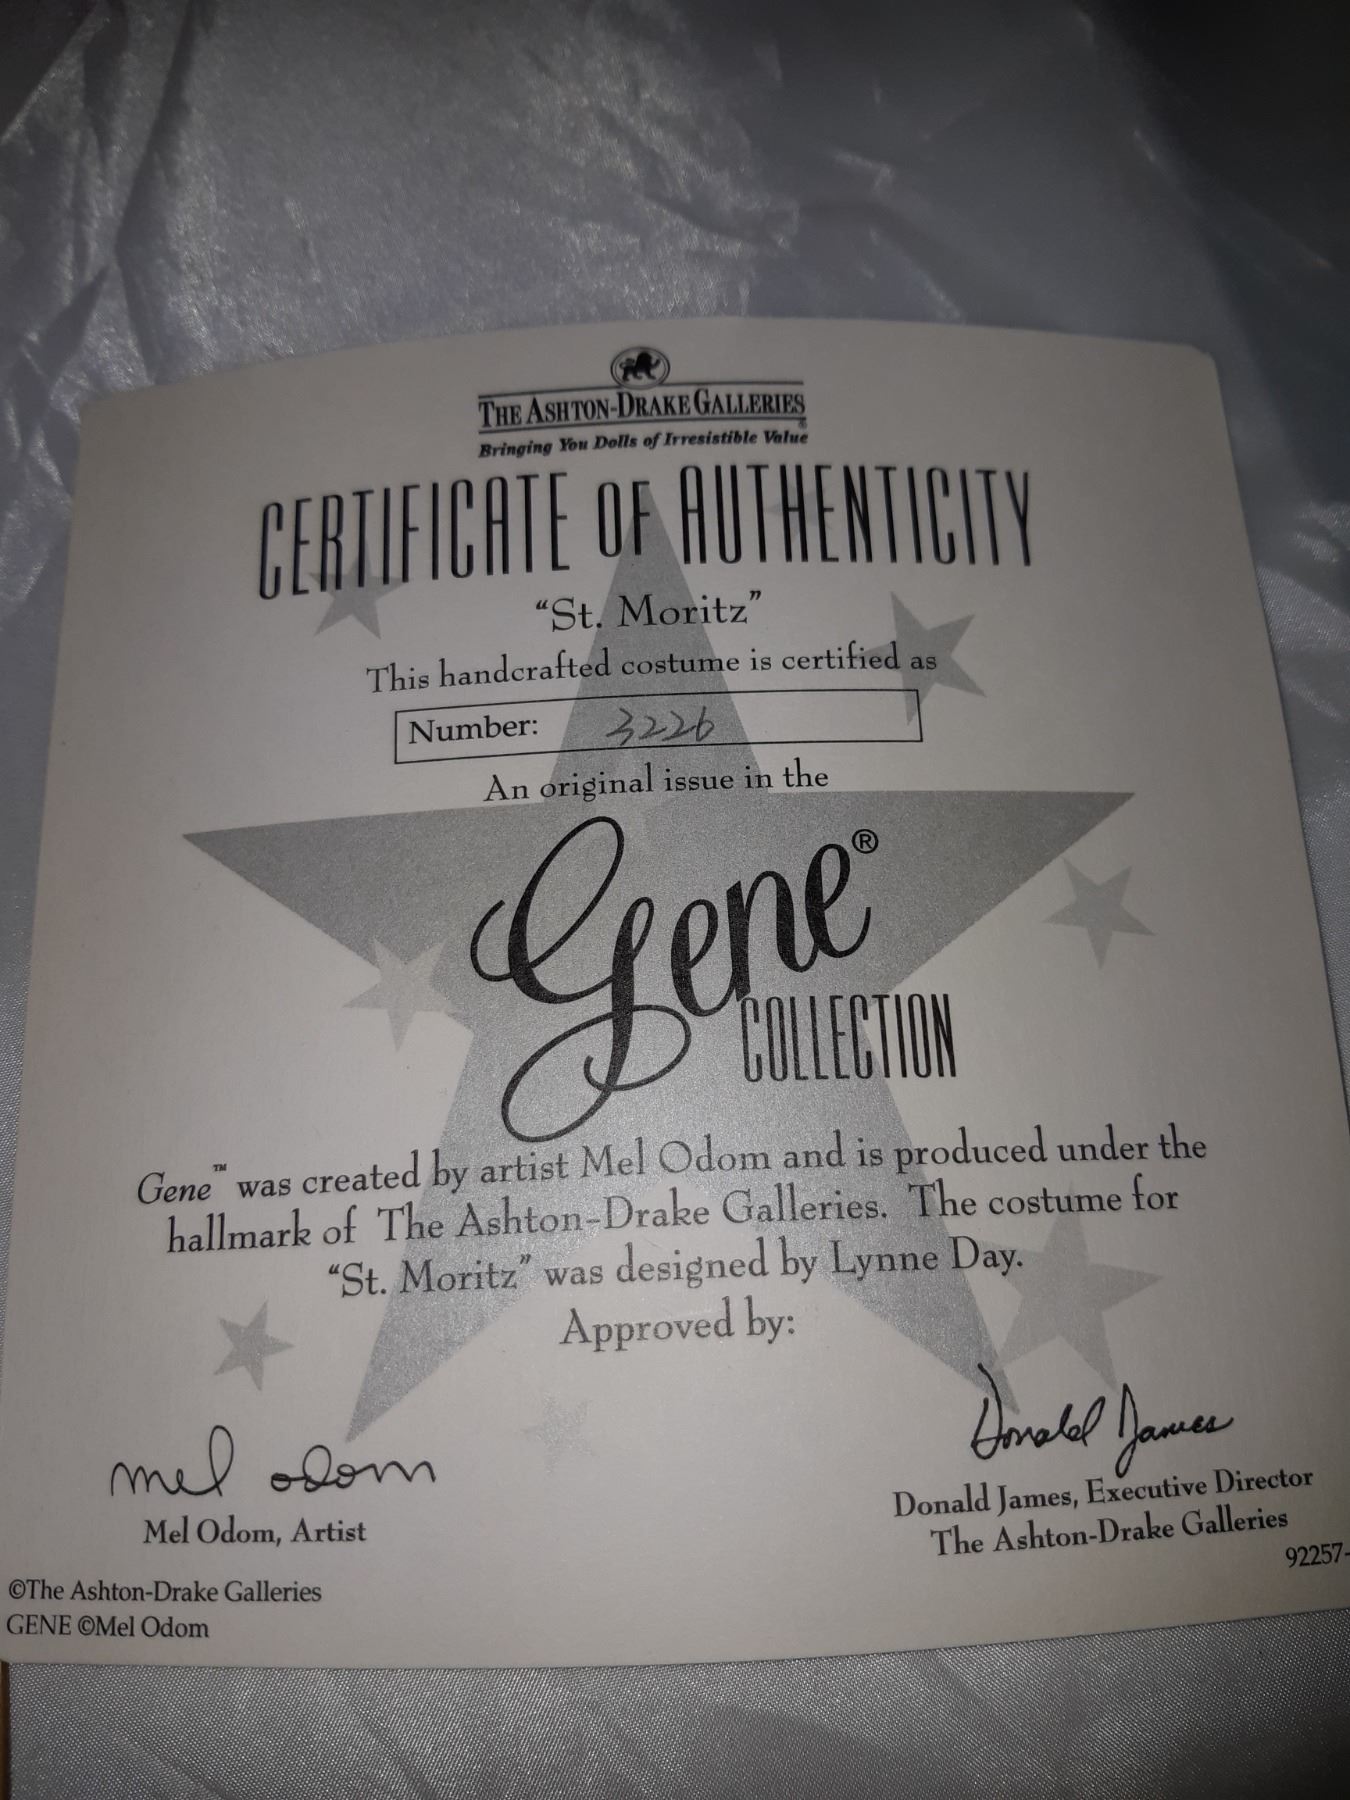 THE ASHTON-DRAKE GALLERIES®
Bringing You Dolls of Irresistible Value
CERTIFICATE OF AUTHENTICITY
“St. Moritz”
This handcrafted costume is certified as
Number: 3226
An original issue in the
Gene®
COLLECTION
Gene™ was created by artist Mel Odom and is produced under the
hallmark of The Ashton-Drake Galleries. The costume for
“St. Moritz” was designed by Lynne Day.
Approved by:
mel odom
Mel Odom, Artist
Donald James
Donald James, Executive Director
The Ashton-Drake Galleries
92257-
©The Ashton-Drake Galleries
GENE ©Mel Odom